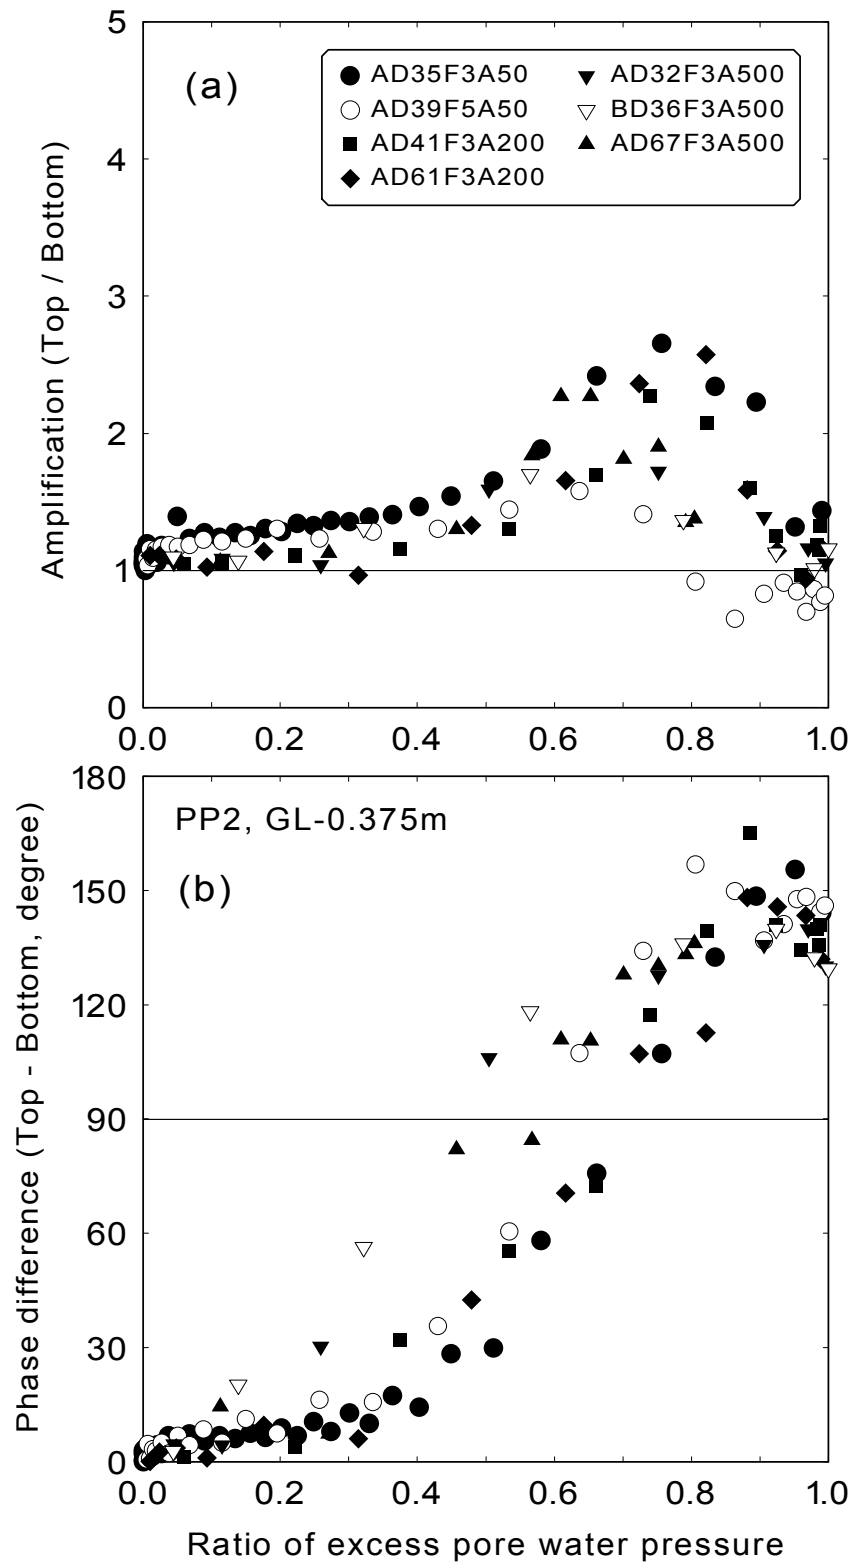 5
(a)
AD35F3A50
AD32F3A500
AD39F5A50
BD36F3A500
AD41F3A200
AD67F3A500
AD61F3A200
4
3
2
1
0
Amplification (Top / Bottom)
0.0 0.2 0.4 0.6 0.8 1.0
180
PP2, GL-0.375m
(b)
150
120
90
60
30
0
Phase difference (Top - Bottom, degree)
0.0 0.2 0.4 0.6 0.8 1.0
Ratio of excess pore water pressure